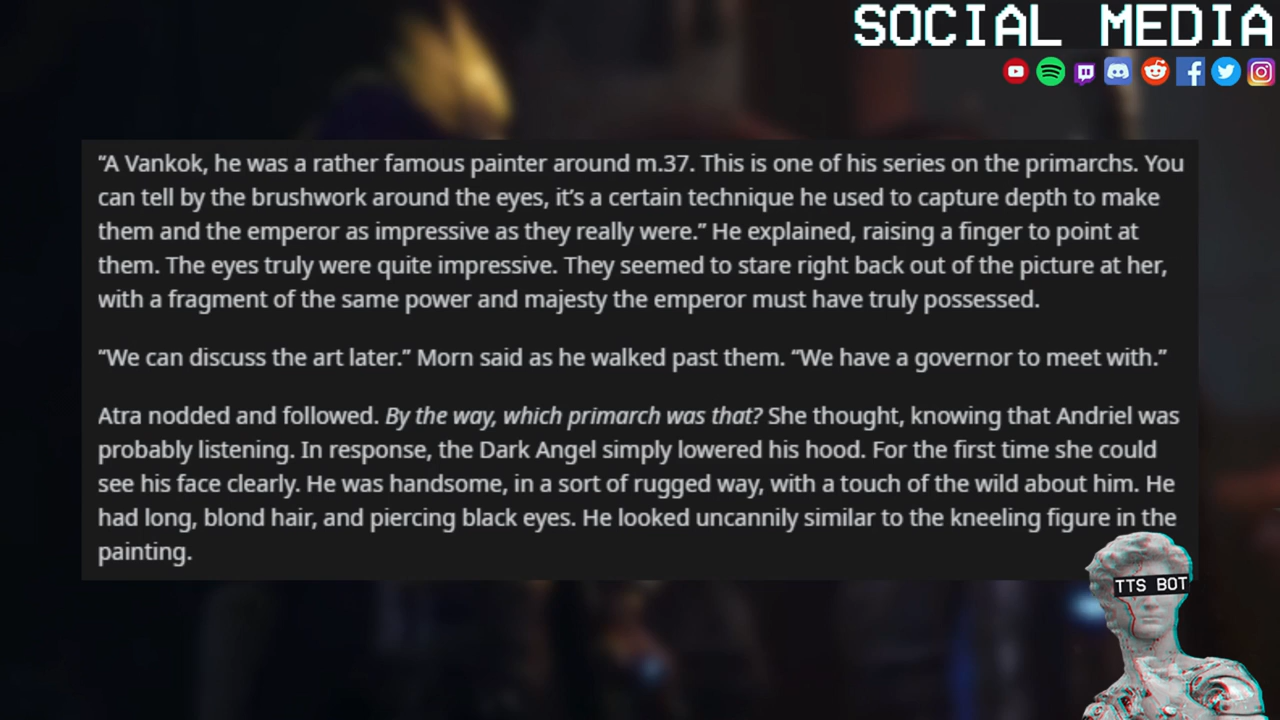 SOCIAL MEDIA
“A Vankok, he was a rather famous painter around m.37. This is one of his series on the primarchs. You
can tell by the brushwork around the eyes, it’s a certain technique he used to capture depth to make
them and the emperor as impressive as they really were.” He explained, raising a finger to point at
them. The eyes truly were quite impressive. They seemed to stare right back out of the picture at her,
with a fragment of the same power and majesty the emperor must have truly possessed.
“We can discuss the art later.” Morn said as he walked past them. “We have a governor to meet with.”
Atra nodded and followed. By the way, which primarch was that? She thought, knowing that Andriel was
probably listening. In response, the Dark Angel simply lowered his hood. For the first time she could
see his face clearly. He was handsome, in a sort of rugged way, with a touch of the wild about him. He
had long, blond hair, and piercing black eyes. He looked uncannily similar to the kneeling figure in the
painting.
TTS BOT